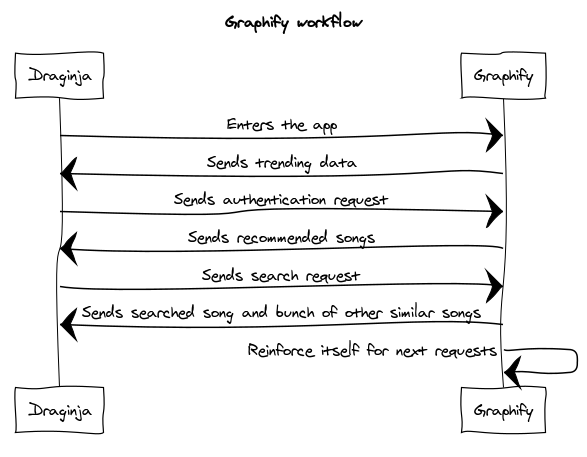 Graphify workflow
Draginja
Graphify
Enters the app
Sends trending data
Sends authentication request
Sends recommended songs
Sends search request
Sends searched song and bunch of other similar songs
Reinforce itself for next requests
Draginja
Graphify